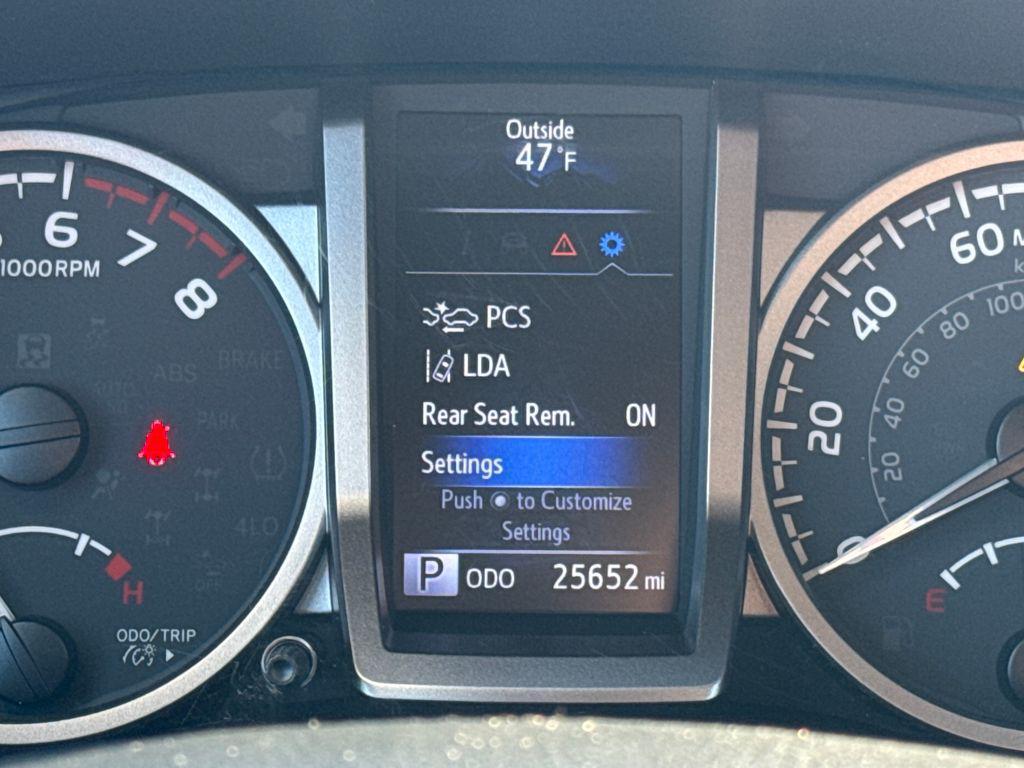 Outside
47°F
PCS
LDA
Rear Seat Rem. ON
Settings
Push to Customize
Settings
P ODO 25652 mi
6
7
8
1000RPM
BRAKE
ABS
PARK
4LO
H
ODO/TRIP
0
20
40
60
20
40
60
80
100
E